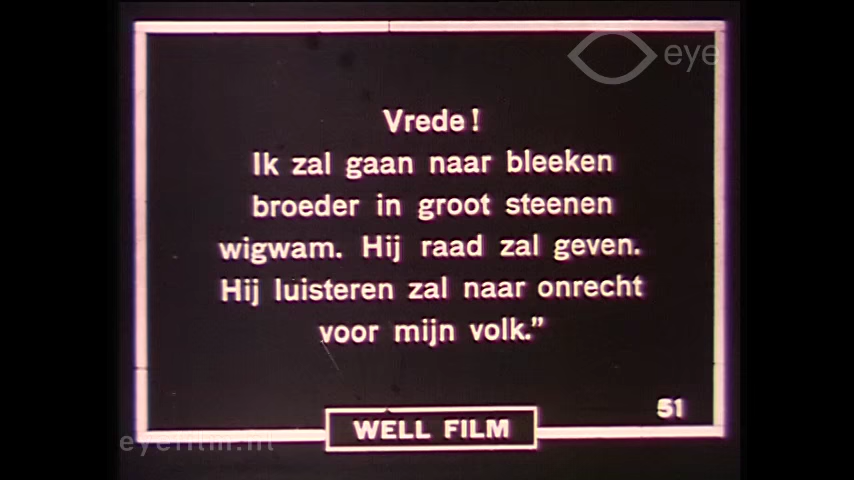 eye
Vrede!
Ik zal gaan naar bleeken
broeder in groot steenen
wigwam. Hij raad zal geven.
Hij luisteren zal naar onrecht
voor mijn volk.”
51
WELL FILM
eyefilm.nl